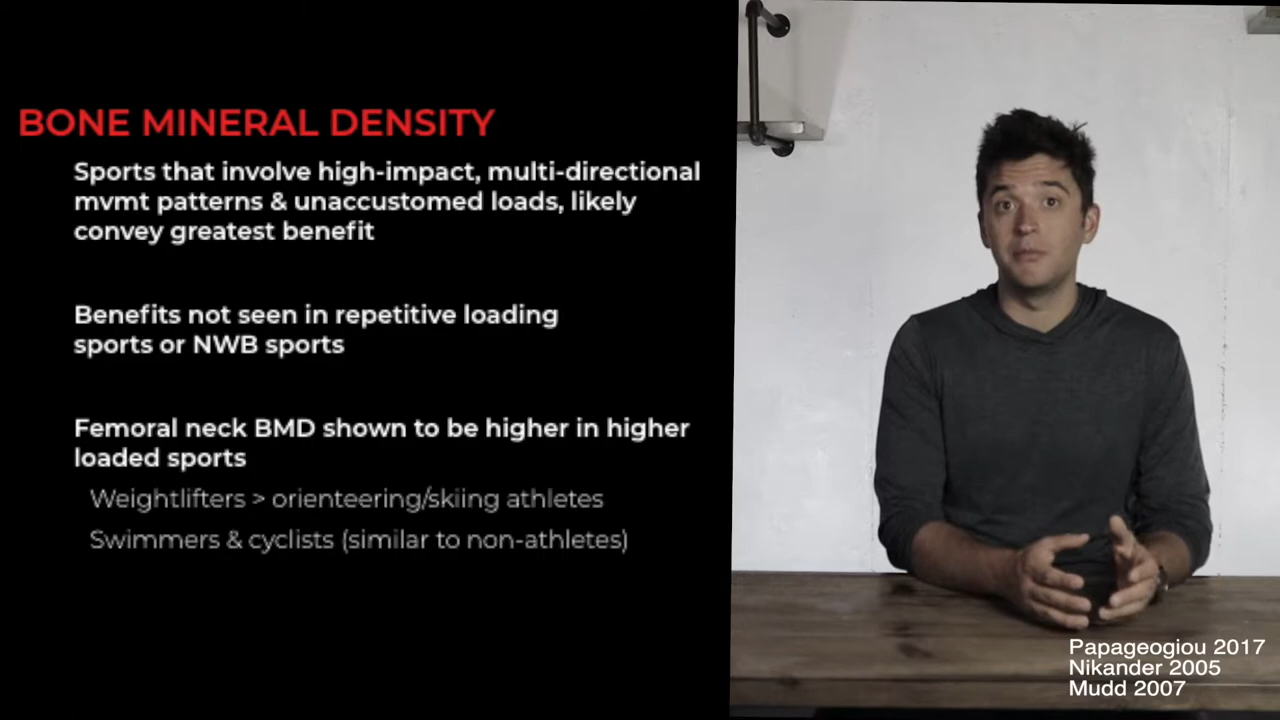 BONE MINERAL DENSITY
Sports that involve high-impact, multi-directional
mvmt patterns & unaccustomed loads, likely
convey greatest benefit
Benefits not seen in repetitive loading
sports or NWB sports
Femoral neck BMD shown to be higher in higher
loaded sports
Weightlifters > orienteering/skiing athletes
Swimmers & cyclists (similar to non-athletes)
Papageogiou 2017
Nikander 2005
Mudd 2007